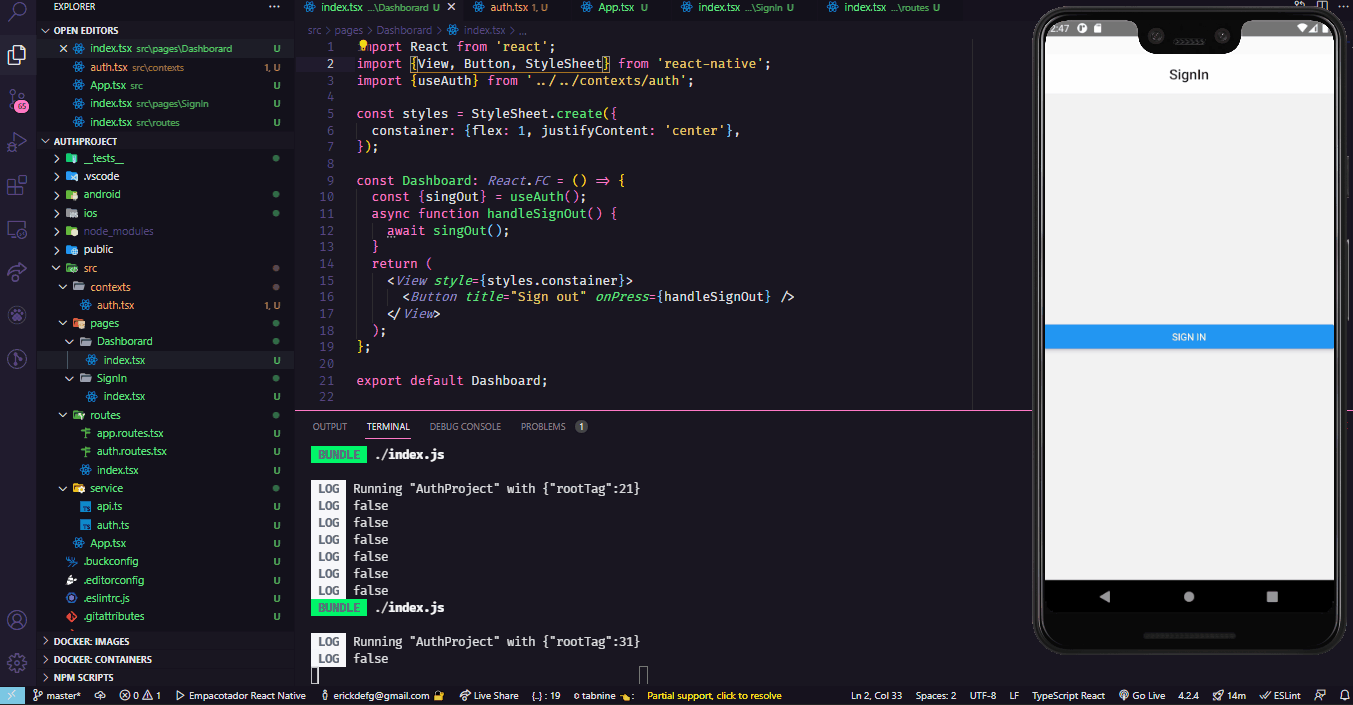 EXPLORER
index.tsx ...\Dashborard U
auth.tsx 1, U
App.tsx U
index.tsx ...\SignIn U
index.tsx ...\routes U
OPEN EDITORS
index.tsx src\pages\Dashborard U
auth.tsx src\contexts 1, U
App.tsx src U
index.tsx src\pages\SignIn U
index.tsx src\routes U
AUTHPROJECT
__tests__
.vscode
android
ios
node_modules
public
src
contexts
auth.tsx 1, U
pages
Dashborard
index.tsx U
SignIn
index.tsx U
routes
app.routes.tsx U
auth.routes.tsx U
index.tsx U
service
api.ts U
auth.ts U
App.tsx U
.buckconfig U
.editorconfig U
.eslintrc.js U
.gitattributes U
DOCKER: IMAGES
DOCKER: CONTAINERS
NPM SCRIPTS
65
src > pages > Dashborard > index.tsx > ...
1 import React from 'react';
2 import {View, Button, StyleSheet} from 'react-native';
3 import {useAuth} from '../../contexts/auth';
4
5 const styles = StyleSheet.create({
6 constainer: {flex: 1, justifyContent: 'center'},
7 });
8
9 const Dashboard: React.FC = () => {
10 const {singOut} = useAuth();
11 async function handleSignOut() {
12 await singOut();
13 }
14 return (
15 <View style={styles.constainer}>
16 <Button title="Sign out" onPress={handleSignOut} />
17 </View>
18 );
19 };
20
21 export default Dashboard;
22
OUTPUT TERMINAL DEBUG CONSOLE PROBLEMS 1
BUNDLE ./index.js
LOG Running "AuthProject" with {"rootTag":21}
LOG false
LOG false
LOG false
LOG false
LOG false
LOG false
BUNDLE ./index.js
LOG Running "AuthProject" with {"rootTag":31}
LOG false
2:47
SignIn
SIGN IN
master* 0 1 Empacotador React Native erickdefg@gmail.com Live Share {..} : 19 tabnine : Partial support, click to resolve Ln 2, Col 33 Spaces: 2 UTF-8 LF TypeScript React Go Live 4.2.4 14m ESLint